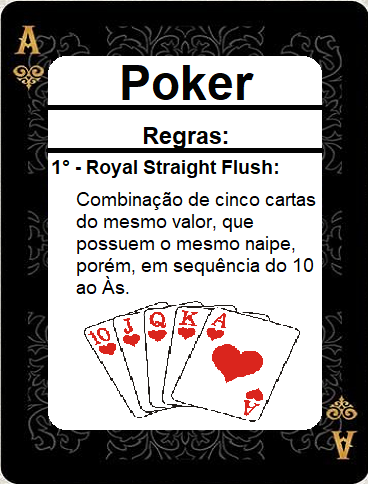 A
Poker
Regras:
1° - Royal Straight Flush:
Combinação de cinco cartas
do mesmo valor, que
possuem o mesmo naipe,
porém, em sequência do 10
ao Às.
10 J Q K A
A
A